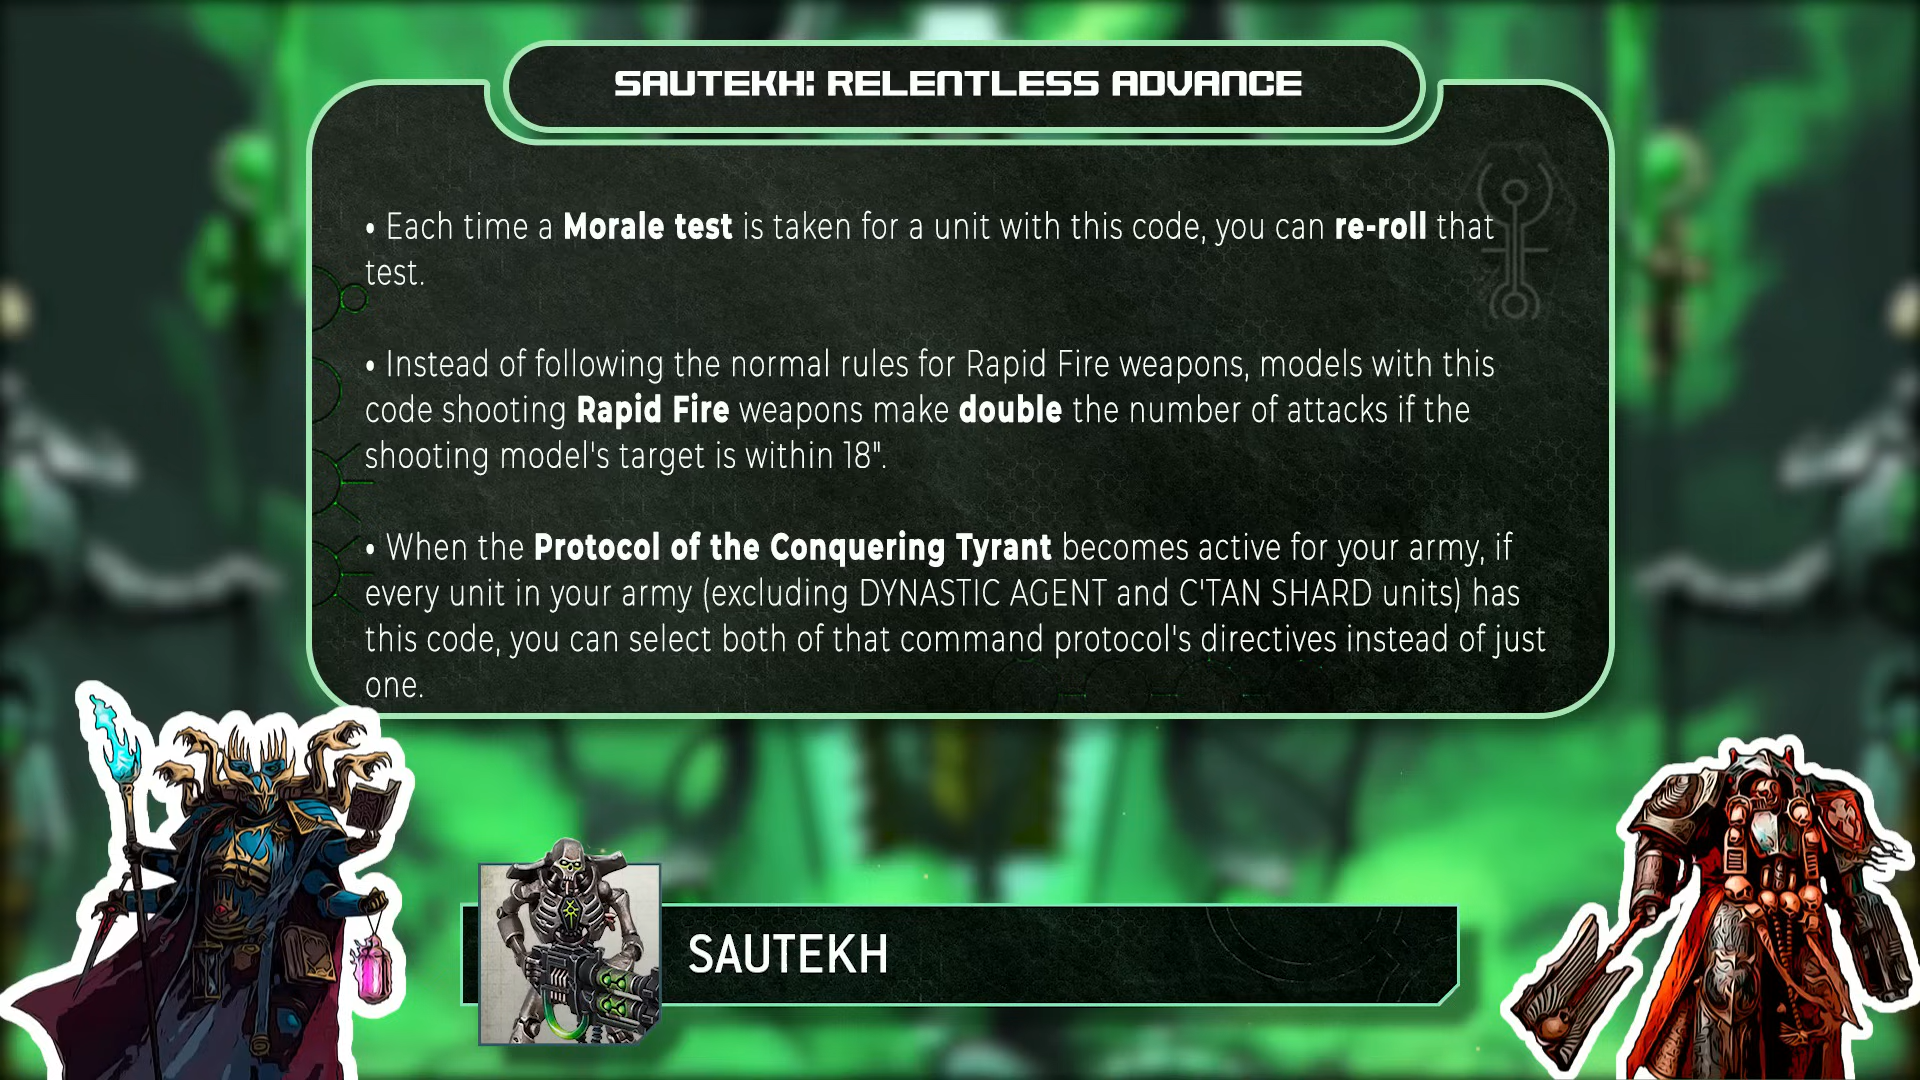 SAUTEKH: RELENTLESS ADVANCE
• Each time a Morale test is taken for a unit with this code, you can re-roll that
test.
• Instead of following the normal rules for Rapid Fire weapons, models with this
code shooting Rapid Fire weapons make double the number of attacks if the
shooting model's target is within 18".
• When the Protocol of the Conquering Tyrant becomes active for your army, if
every unit in your army (excluding DYNASTIC AGENT and C'TAN SHARD units) has
this code, you can select both of that command protocol's directives instead of just
one.
SAUTEKH